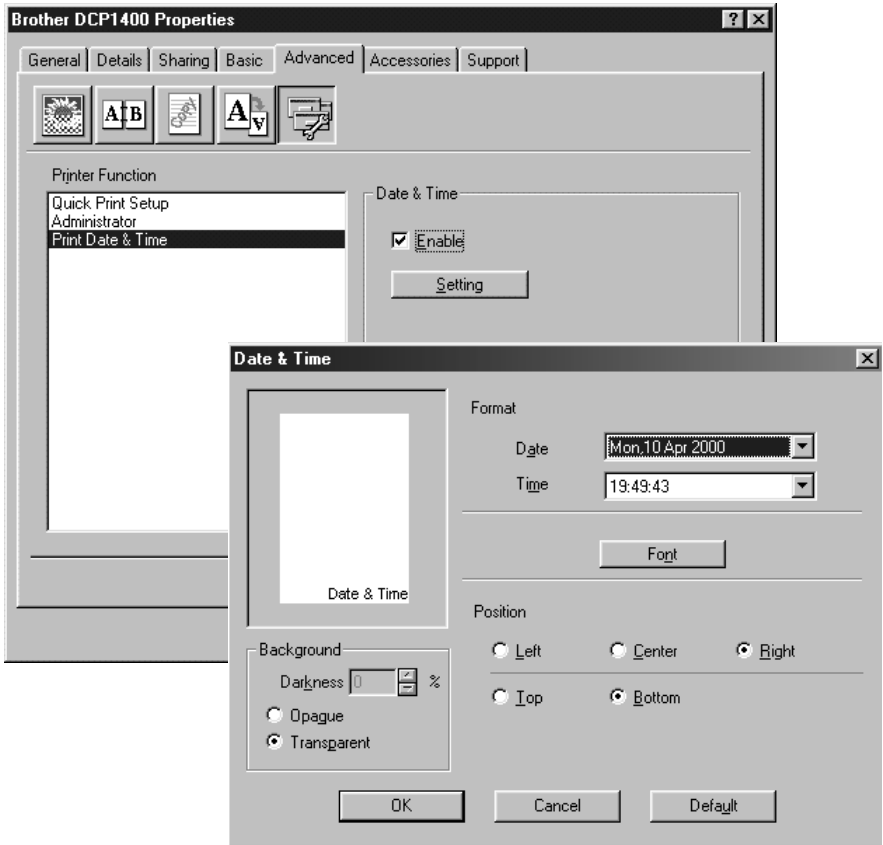 Brother DCP1400 Properties
General Details Sharing Basic Advanced Accessories Support
A B Copy A A
Printer Function
Quick Print Setup
Administrator
Print Date & Time
Date & Time
Enable
Setting
Date & Time
Date & Time
Format
Date Mon,10 Apr 2000
Time 19:49:43
Font
Position
Left Center Right
Top Bottom
Background
Darkness 0 %
Opague
Transparent
OK Cancel Default